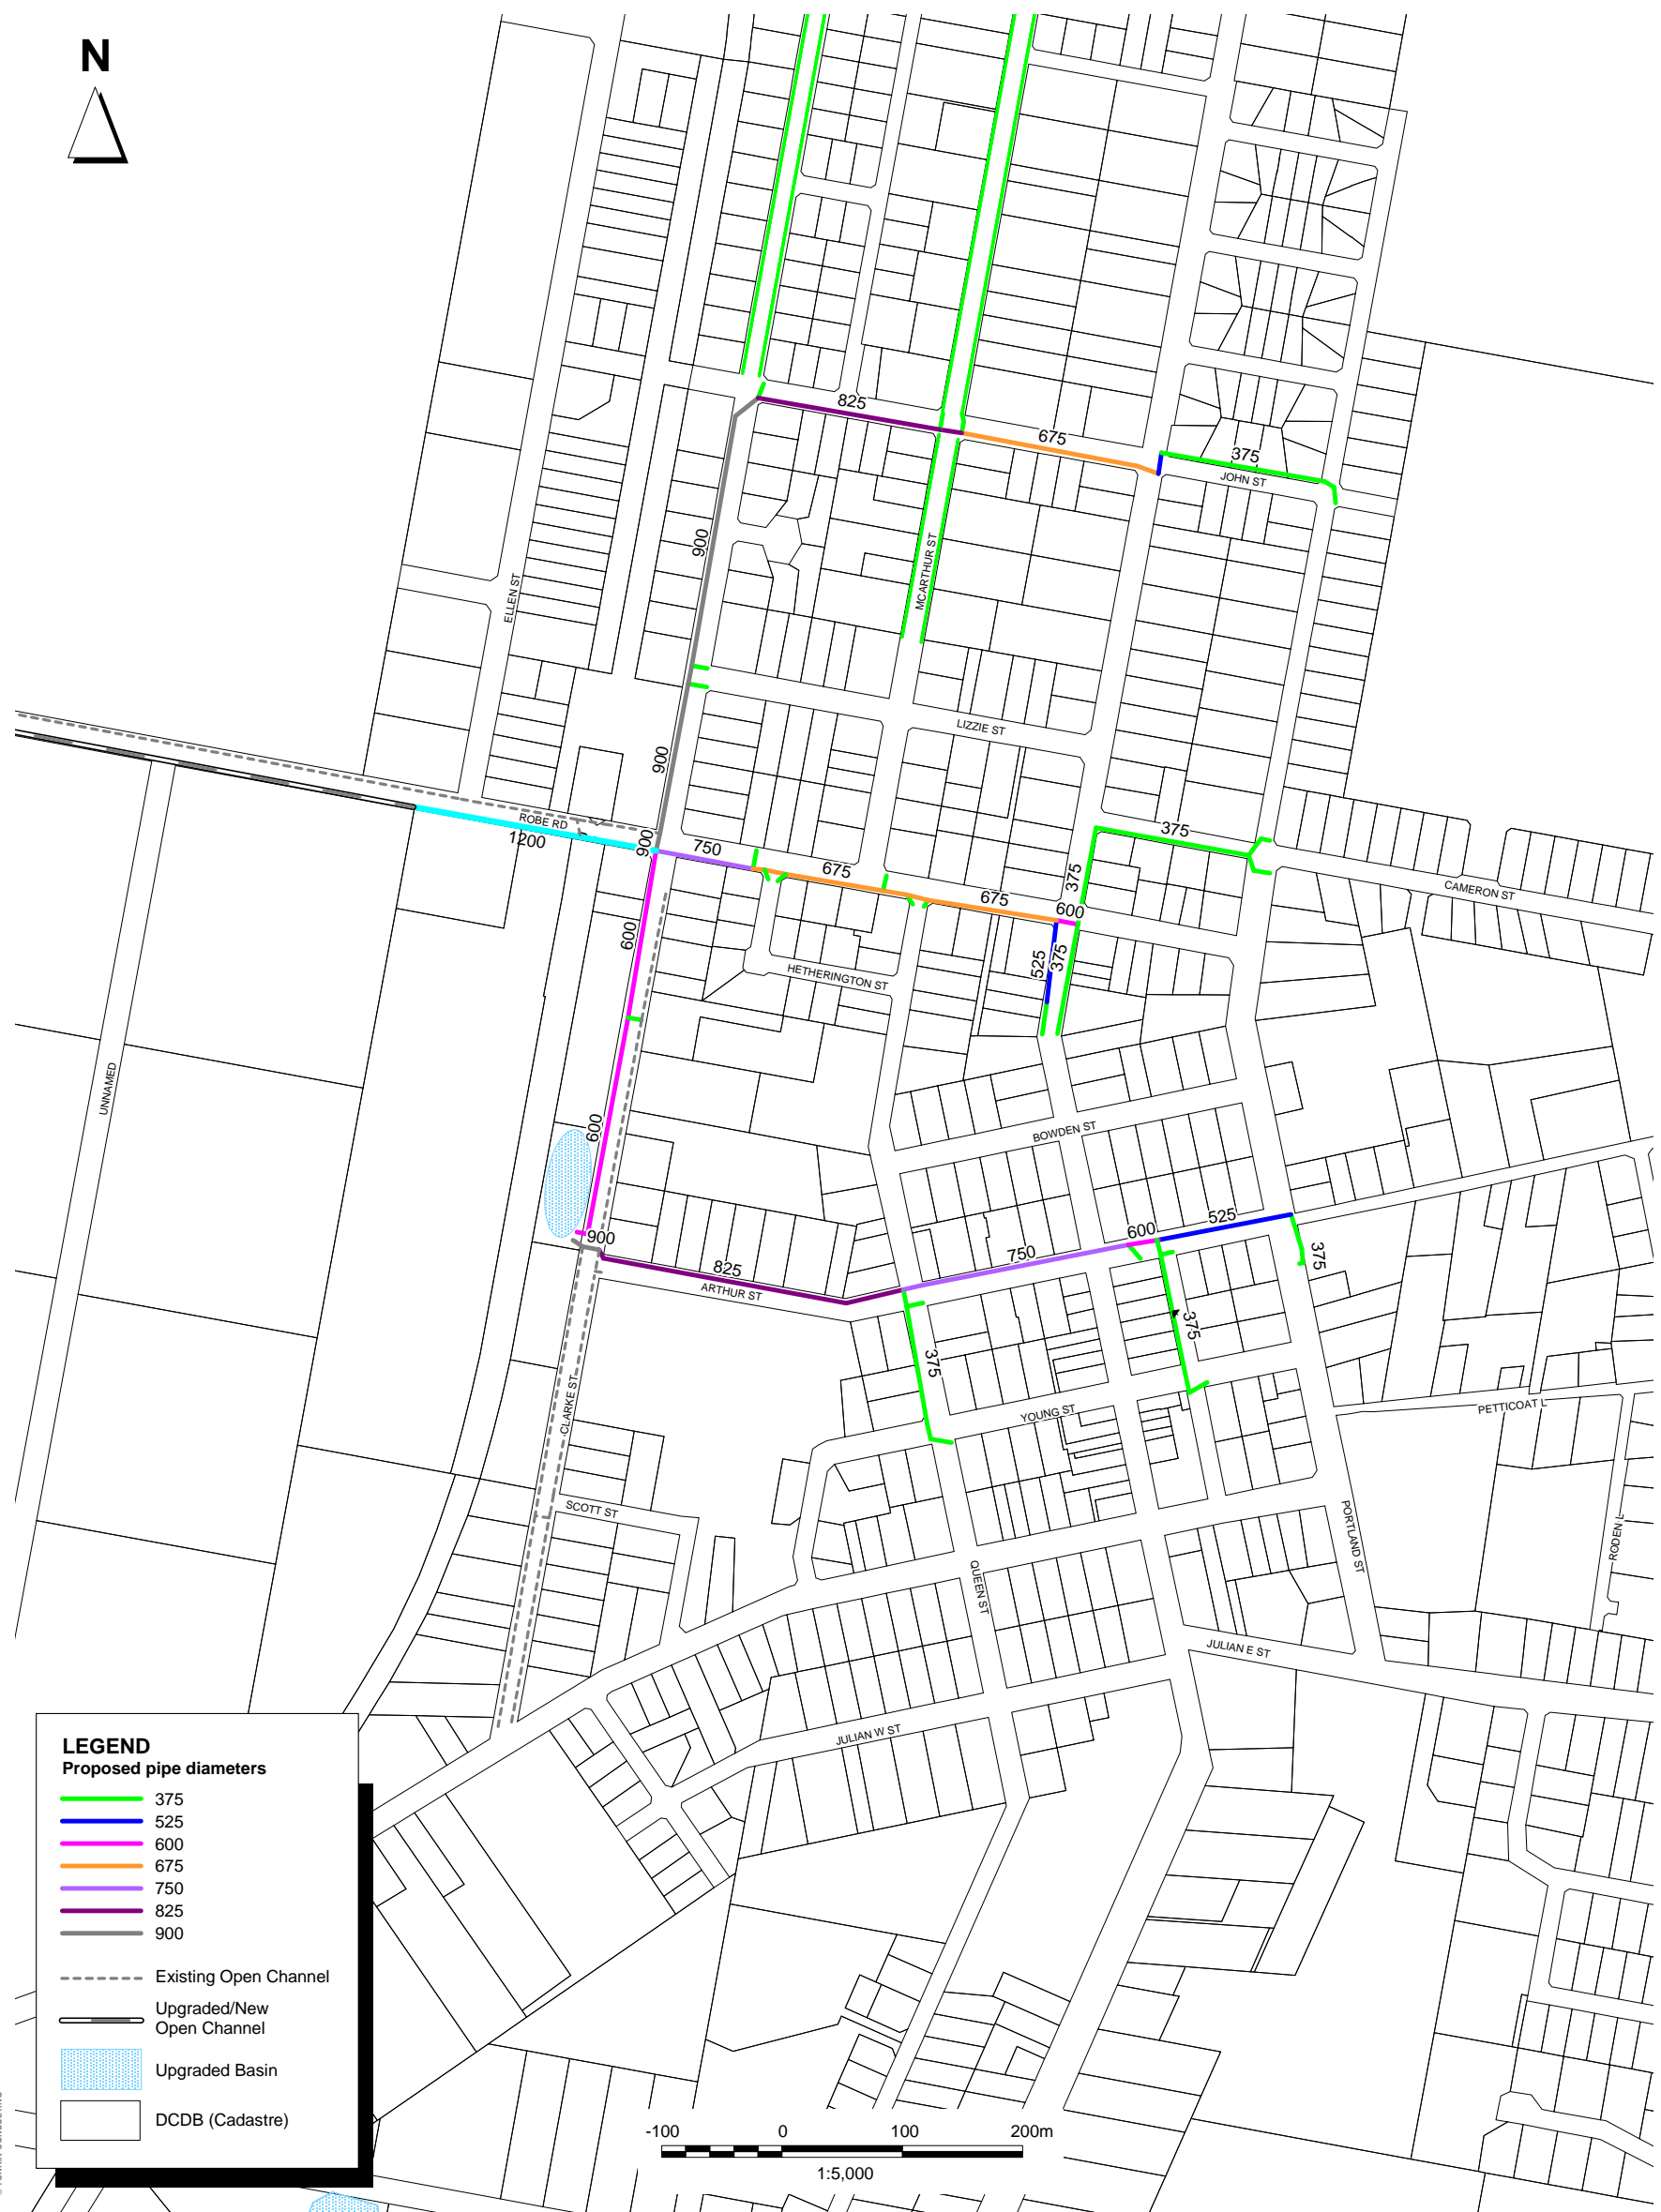 N
825
675
375
JOHN ST
900
MCARTHUR ST
ELLEN ST
LIZZIE ST
900
ROBE RD
1200
900
750
675
375
375
CAMERON ST
675
600
600
525
375
HETHERINGTON ST
UNNAMED
600
BOWDEN ST
900
825
ARTHUR ST
750
600
525
375
375
375
CLARKE ST
YOUNG ST
PETTICOAT L
SCOTT ST
PORTLAND ST
RODEN L
QUEEN ST
JULIAN E ST
JULIAN W ST
LEGEND
Proposed pipe diameters
375
525
600
675
750
825
900
Existing Open Channel
Upgraded/New
Open Channel
Upgraded Basin
DCDB (Cadastre)
-100 0 100 200m
1:5,000